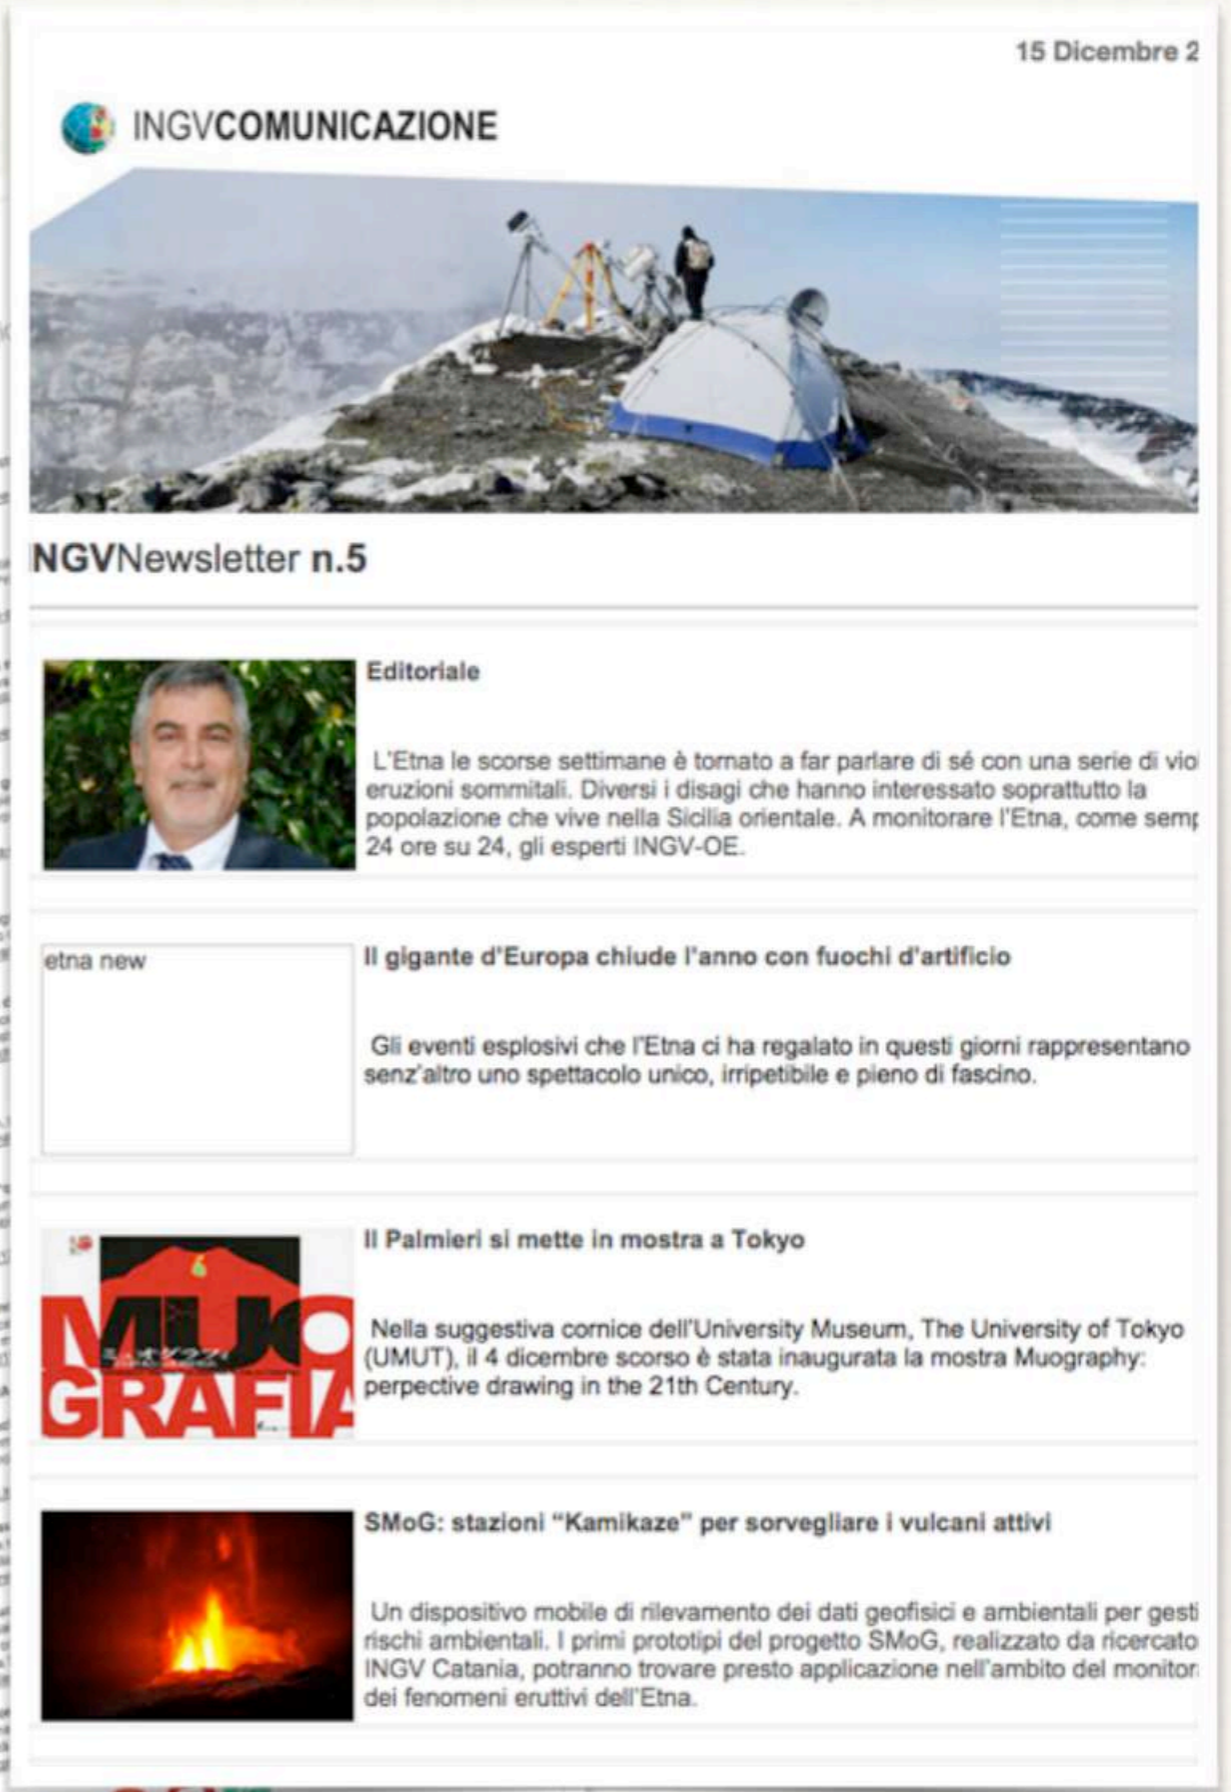 15 Dicembre 2
INGVCOMUNICAZIONE
NGVNewsletter n.5
Editoriale
L'Etna le scorse settimane è tornato a far parlare di sé con una serie di viol
eruzioni sommitali. Diversi i disagi che hanno interessato soprattutto la
popolazione che vive nella Sicilia orientale. A monitorare l'Etna, come semp
24 ore su 24, gli esperti INGV-OE.
etna new
Il gigante d'Europa chiude l'anno con fuochi d'artificio
Gli eventi esplosivi che l'Etna ci ha regalato in questi giorni rappresentano
senz'altro uno spettacolo unico, irripetibile e pieno di fascino.
Il Palmieri si mette in mostra a Tokyo
MUO
ミュオグラフィ
GRAFIA
Nella suggestiva cornice dell'University Museum, The University of Tokyo
(UMUT), il 4 dicembre scorso è stata inaugurata la mostra Muography:
perpective drawing in the 21th Century.
SMoG: stazioni "Kamikaze" per sorvegliare i vulcani attivi
Un dispositivo mobile di rilevamento dei dati geofisici e ambientali per gesti
rischi ambientali. I primi prototipi del progetto SMoG, realizzato da ricercato
INGV Catania, potranno trovare presto applicazione nell'ambito del monitor
dei fenomeni eruttivi dell'Etna.